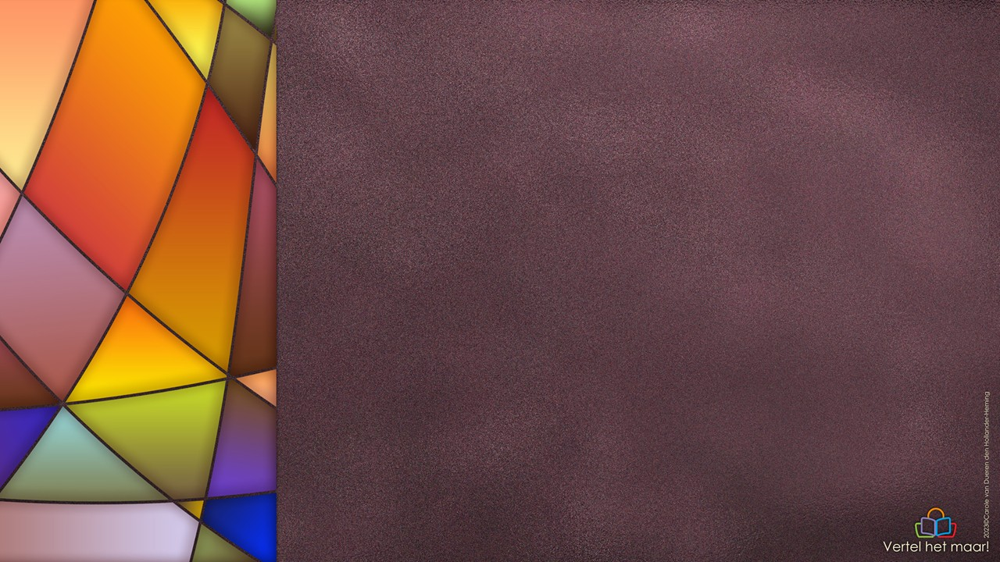 2023©Carole van Dueren den Hollander-Heming
Vertel het maar!